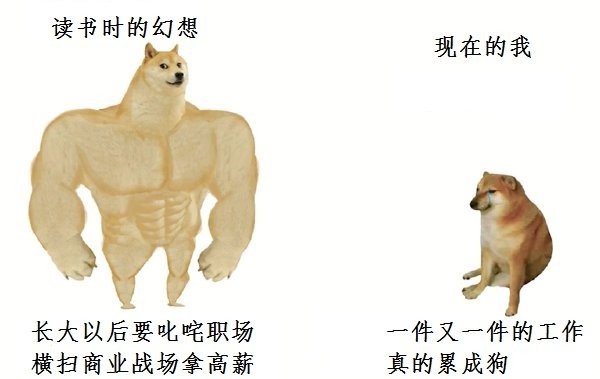 读书时的幻想
现在的我
长大以后要叱咤职场
横扫商业战场拿高薪
一件又一件的工作
真的累成狗